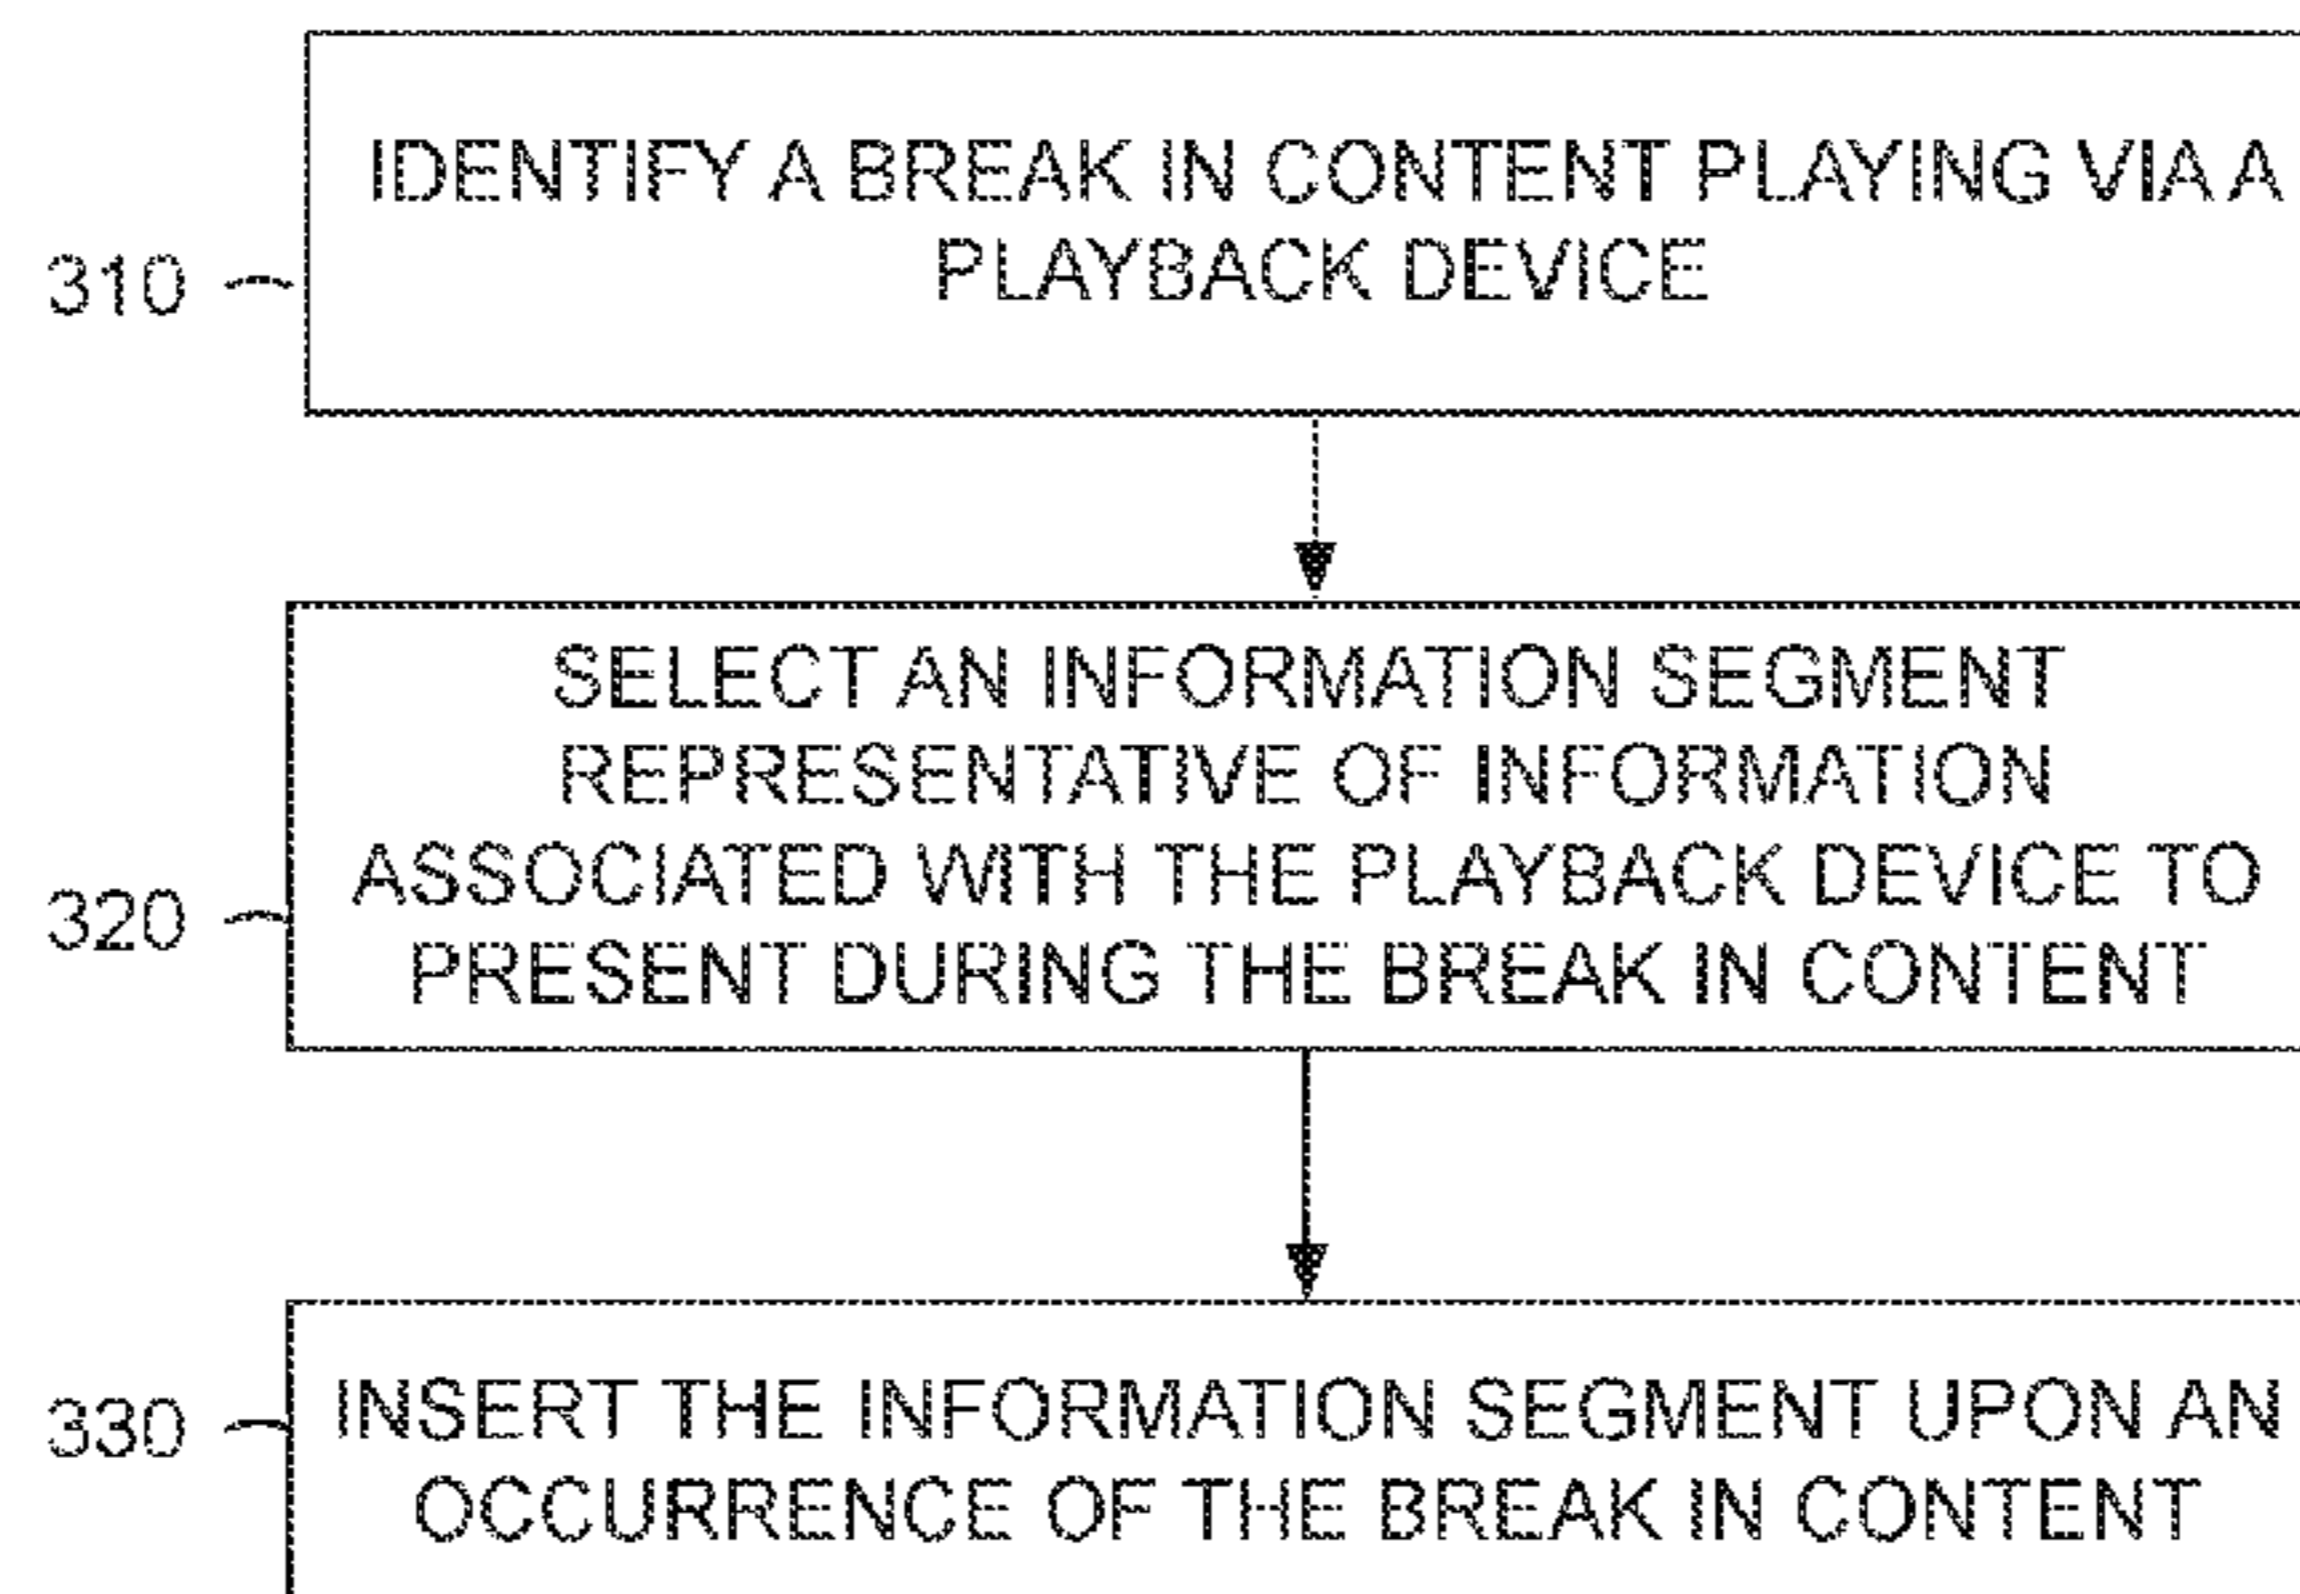 IDENTIFY A BREAK IN CONTENT PLAYING VIA A
PLAYBACK DEVICE
310
SELECT AN INFORMATION SEGMENT
REPRESENTATIVE OF INFORMATION
ASSOCIATED WITH THE PLAYBACK DEVICE TO
PRESENT DURING THE BREAK IN CONTENT
320
INSERT THE INFORMATION SEGMENT UPON AN
OCCURRENCE OF THE BREAK IN CONTENT
330